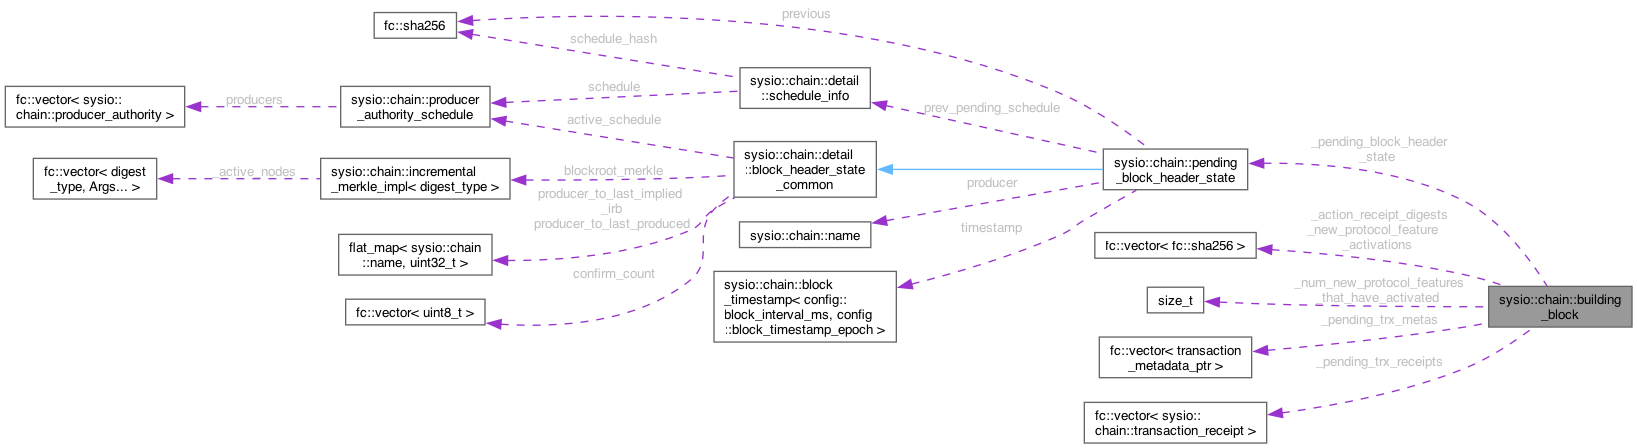 previous
fc::sha256
schedule_hash
sysio::chain::detail
::schedule_info
schedule
fc::vector< sysio::
chain::producer_authority >
producers
sysio::chain::producer
_authority_schedule
prev_pending_schedule
active_schedule
_pending_block_header
_state
sysio::chain::detail
::block_header_state
_common
sysio::chain::pending
_block_header_state
fc::vector< digest
_type, Args... >
_active_nodes
sysio::chain::incremental
_merkle_impl< digest_type >
blockroot_merkle
producer
producer_to_last_implied
_irb
producer_to_last_produced
sysio::chain::name
timestamp
_action_receipt_digests
_new_protocol_feature
_activations
flat_map< sysio::chain
::name, uint32_t >
fc::vector< fc::sha256 >
confirm_count
sysio::chain::block
_timestamp< config::
block_interval_ms, config
::block_timestamp_epoch >
_num_new_protocol_features
_that_have_activated
size_t
sysio::chain::building
_block
fc::vector< uint8_t >
_pending_trx_metas
fc::vector< transaction
_metadata_ptr >
_pending_trx_receipts
fc::vector< sysio::
chain::transaction_receipt >